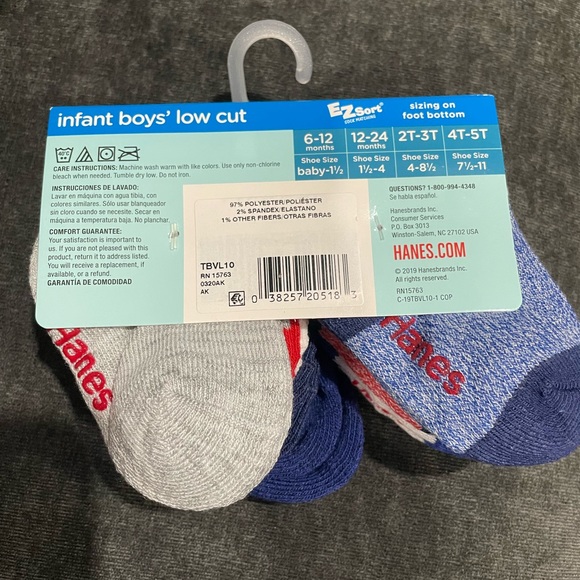 infant boys' low cut
EZ Sort
SOCK MATCHING
sizing on
foot bottom
6-12
months
12-24
months
2T-3T
4T-5T
Shoe Size
baby-1½
Shoe Size
1½-4
Shoe Size
4-8½
Shoe Size
7½-11
CARE INSTRUCTIONS: Machine wash warm with like colors. Use only non-chlorine
bleach when needed. Tumble dry low. Do not iron.
INSTRUCCIONES DE LAVADO:
Lavar en máquina con agua tibia, con
colores similares. Sólo usar blanqueador
sin cloro cuando se necesite. Secar en
máquina a temperatura baja. No planchar.
COMFORT GUARANTEE:
Your satisfaction is important to
us. If you are not pleased with this
product, return it to address listed.
You will receive a replacement,
if available, or a refund.
GARANTÍA DE COMODIDAD
97% POLYESTER/POLIÉSTER
2% SPANDEX/ELASTANO
1% OTHER FIBERS/OTRAS FIBRAS
TBVL10
RN 15763
0320AK
AK
0 38257 20518 3
QUESTIONS? 1-800-994-4348
Se habla español.
Hanesbrands Inc.
Consumer Services
P.O. Box 3013
Winston-Salem, NC 27102 USA
HANES.COM
© 2019 Hanesbrands Inc.
All rights reserved.
RN15763
C-19TBVL10-1 COP
Hanes
Hanes